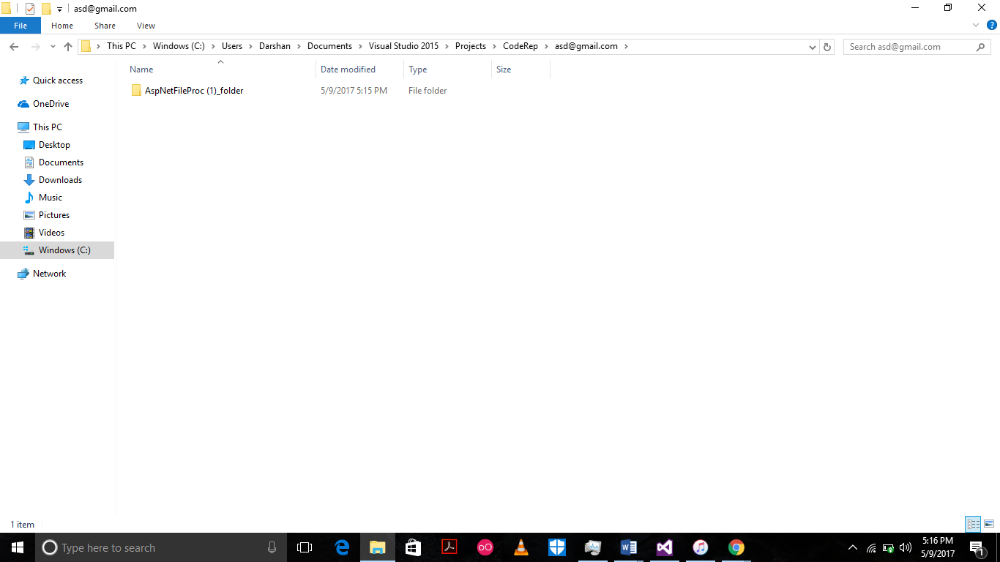 asd@gmail.com
File Home Share View
This PC Windows (C:) Users Darshan Documents Visual Studio 2015 Projects CodeRep asd@gmail.com
Search asd@gmail.com
Name Date modified Type Size
AspNetFileProc (1)_folder 5/9/2017 5:15 PM File folder
Quick access
OneDrive
This PC
Desktop
Documents
Downloads
Music
Pictures
Videos
Windows (C:)
Network
1 item
Type here to search
5:16 PM
5/9/2017
1